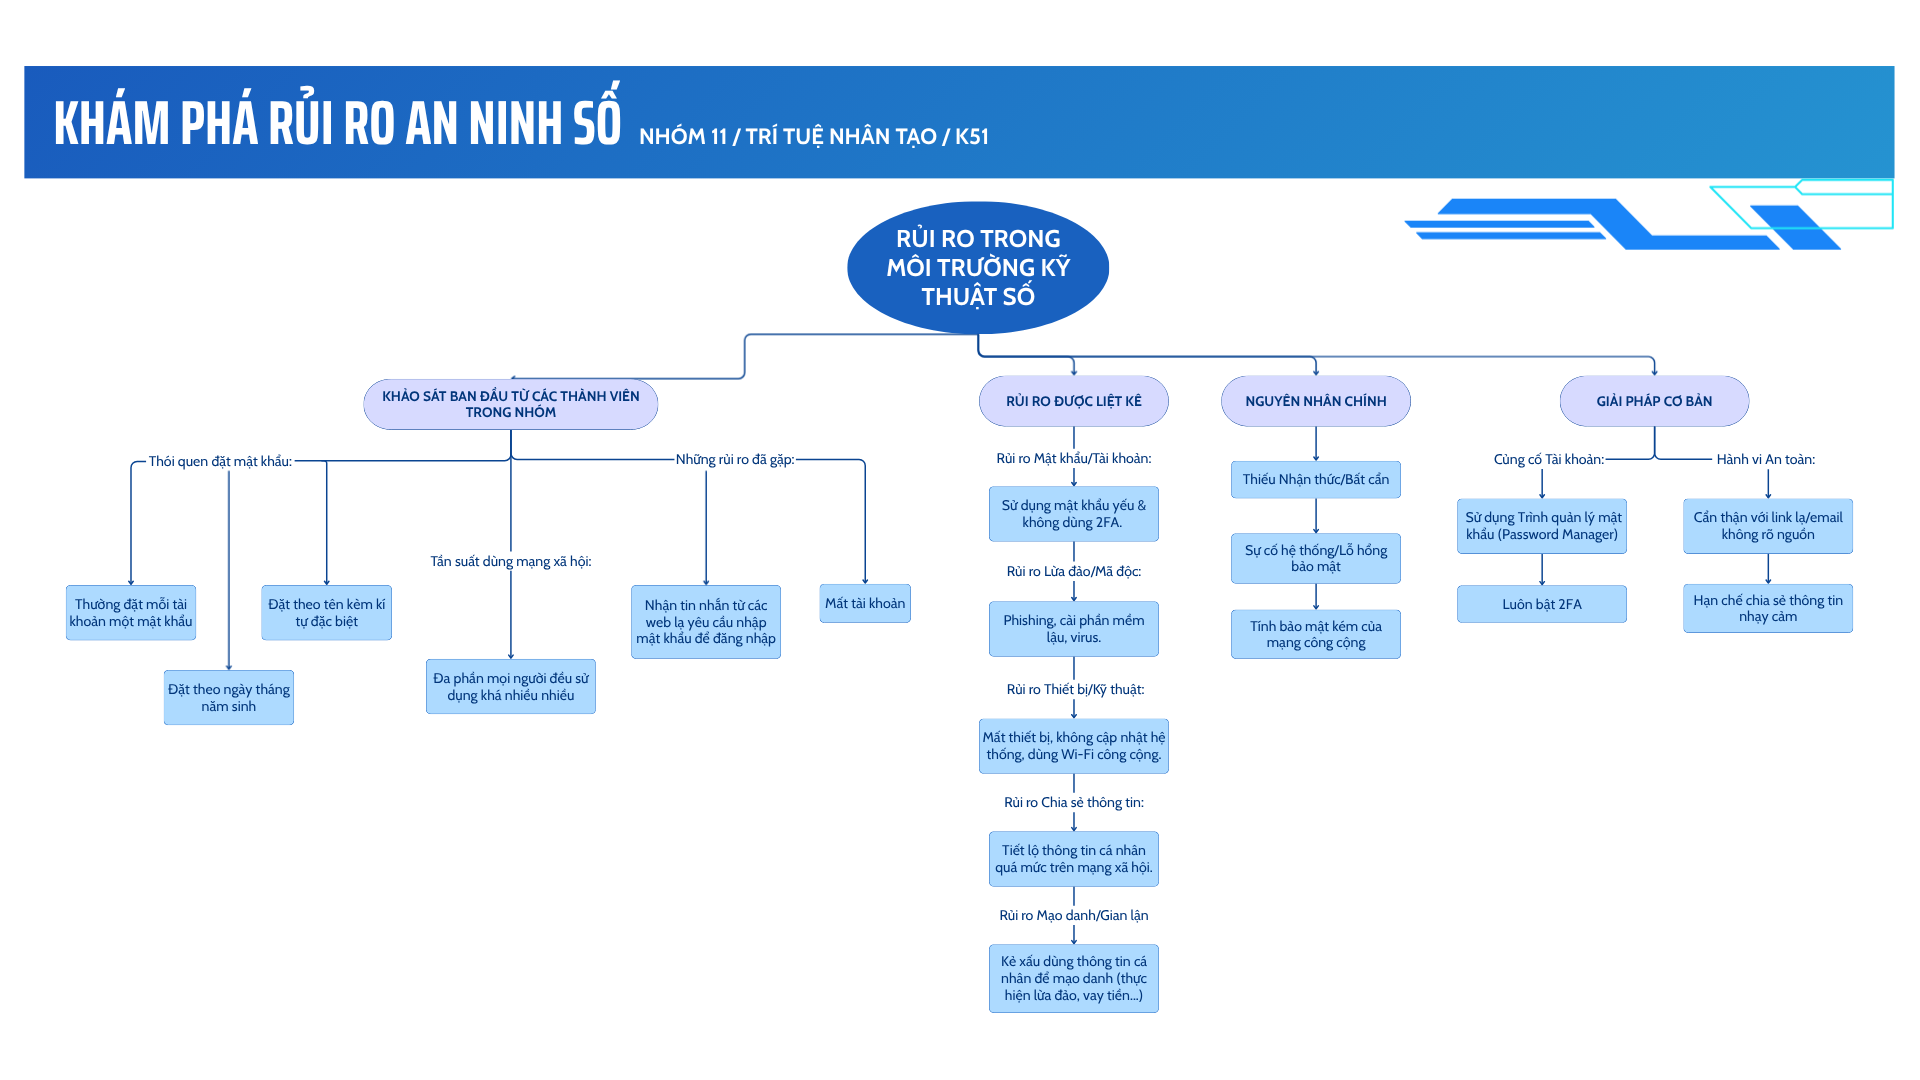 KHÁM PHÁ RỦI RO AN NINH SỐ
NHÓM 11 / TRÍ TUỆ NHÂN TẠO / K51
RỦI RO TRONG
MÔI TRƯỜNG KỸ
THUẬT SỐ
KHẢO SÁT BAN ĐẦU TỪ CÁC THÀNH VIÊN
TRONG NHÓM
Thói quen đặt mật khẩu:
Thường đặt mỗi tài
khoản một mật khẩu
Đặt theo ngày tháng
năm sinh
Đặt theo tên kèm kí
tự đặc biệt
Tần suất dùng mạng xã hội:
Đa phần mọi người đều sử
dụng khá nhiều nhiều
Những rủi ro đã gặp:
Nhận tin nhắn từ các
web lạ yêu cầu nhập
mật khẩu để đăng nhập
Mất tài khoản
RỦI RO ĐƯỢC LIỆT KÊ
Rủi ro Mật khẩu/Tài khoản:
Sử dụng mật khẩu yếu &
không dùng 2FA.
Rủi ro Lừa đảo/Mã độc:
Phishing, cài phần mềm
lậu, virus.
Rủi ro Thiết bị/Kỹ thuật:
Mất thiết bị, không cập nhật hệ
thống, dùng Wi-Fi công cộng.
Rủi ro Chia sẻ thông tin:
Tiết lộ thông tin cá nhân
quá mức trên mạng xã hội.
Rủi ro Mạo danh/Gian lận
Kẻ xấu dùng thông tin cá
nhân để mạo danh (thực
hiện lừa đảo, vay tiền...)
NGUYÊN NHÂN CHÍNH
Thiếu Nhận thức/Bất cẩn
Sự cố hệ thống/Lỗ hổng
bảo mật
Tính bảo mật kém của
mạng công cộng
GIẢI PHÁP CƠ BẢN
Củng cố Tài khoản:
Sử dụng Trình quản lý mật
khẩu (Password Manager)
Luôn bật 2FA
Hành vi An toàn:
Cẩn thận với link lạ/email
không rõ nguồn
Hạn chế chia sẻ thông tin
nhạy cảm